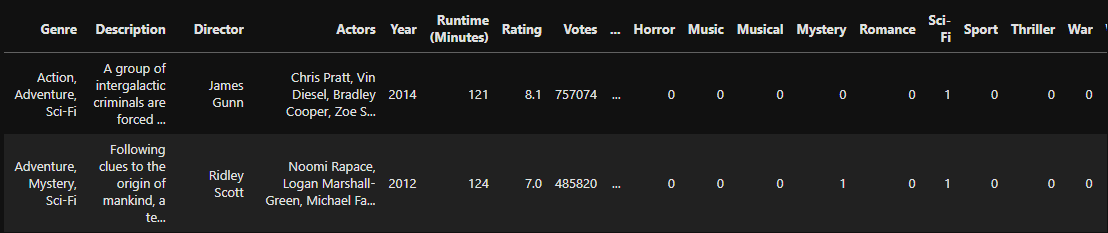 Genre Description Director Actors Year Runtime (Minutes) Rating Votes ... Horror Music Musical Mystery Romance Sci-Fi Sport Thriller War
Action, Adventure, Sci-Fi A group of intergalactic criminals are forced ... James Gunn Chris Pratt, Vin Diesel, Bradley Cooper, Zoe S... 2014 121 8.1 757074 ... 0 0 0 0 0 1 0 0 0
Adventure, Mystery, Sci-Fi Following clues to the origin of mankind, a te... Ridley Scott Noomi Rapace, Logan Marshall-Green, Michael Fa... 2012 124 7.0 485820 ... 0 0 0 1 0 1 0 0 0